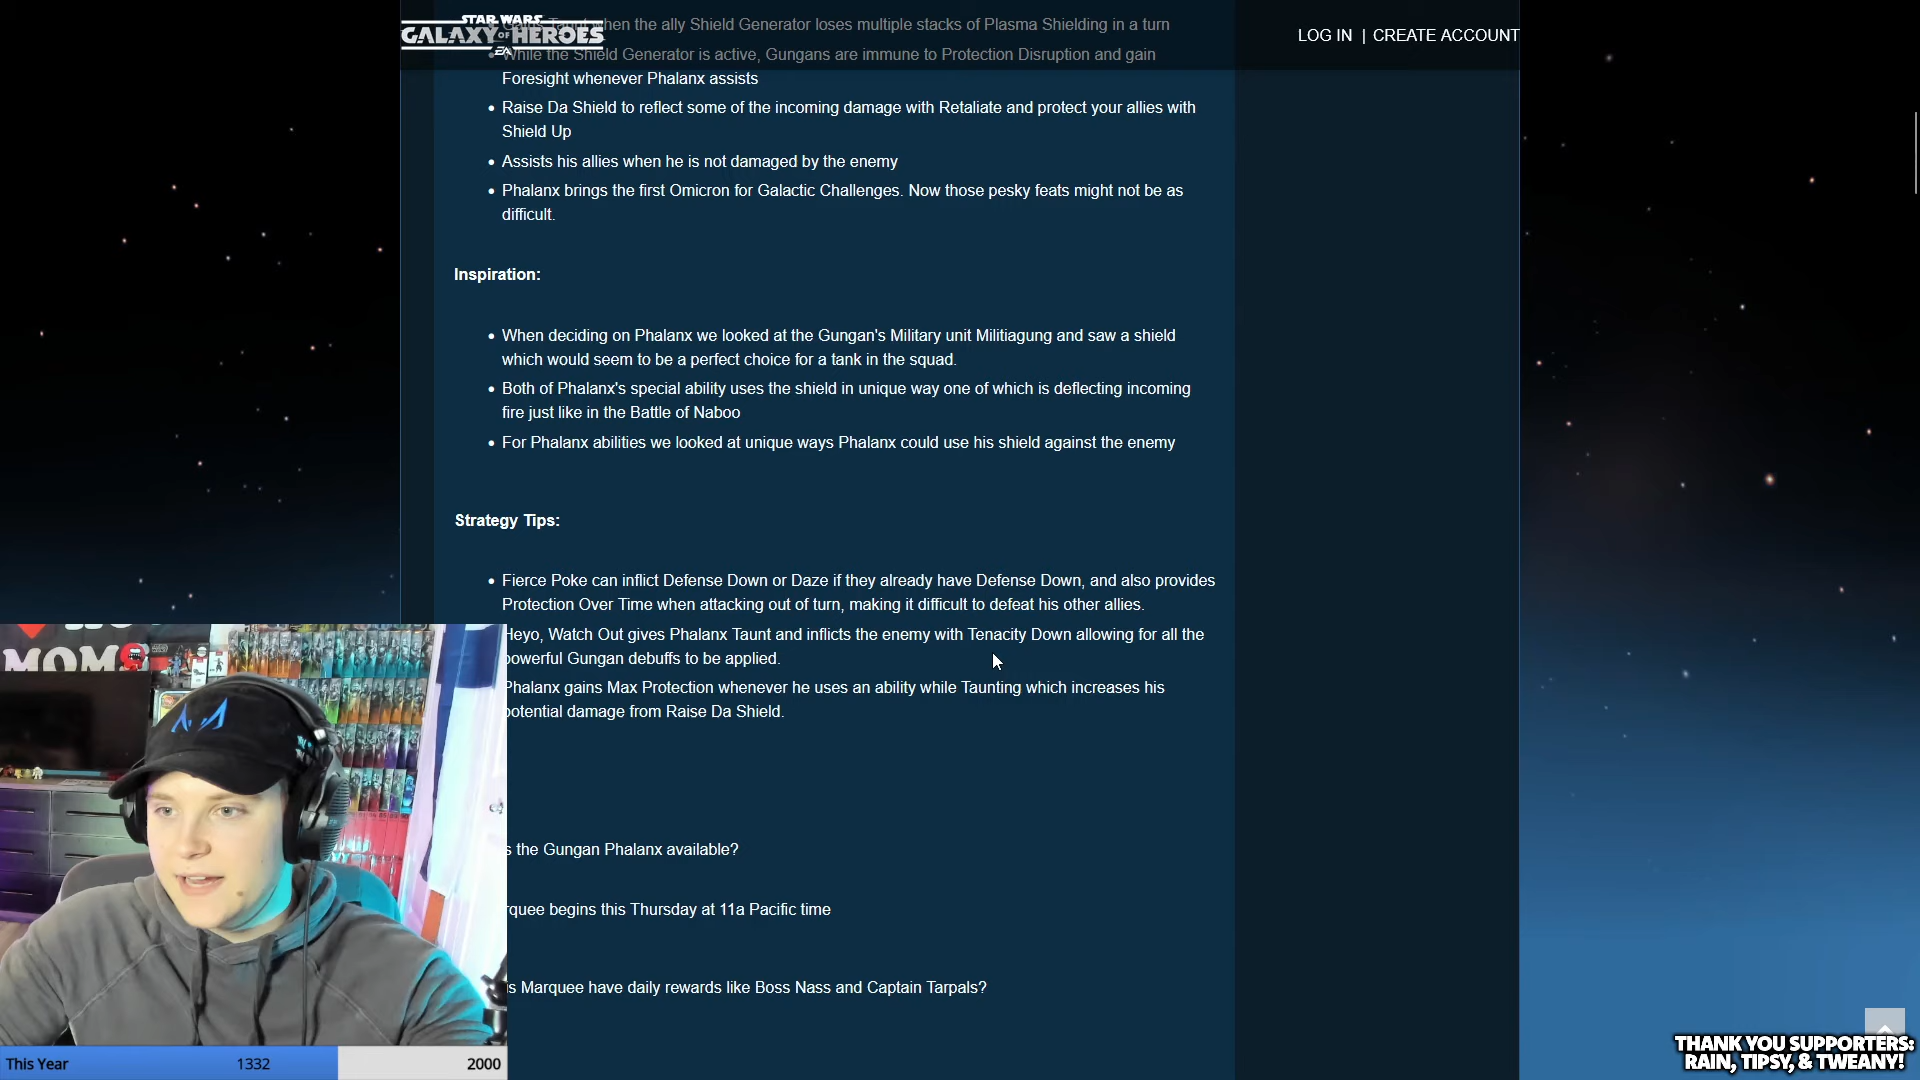 STAR WARS
GALAXY OF HEROES
EA
LOG IN | CREATE ACCOUNT
when the ally Shield Generator loses multiple stacks of Plasma Shielding in a turn
While the Shield Generator is active, Gungans are immune to Protection Disruption and gain
Foresight whenever Phalanx assists
Raise Da Shield to reflect some of the incoming damage with Retaliate and protect your allies with
Shield Up
Assists his allies when he is not damaged by the enemy
Phalanx brings the first Omicron for Galactic Challenges. Now those pesky feats might not be as
difficult.
Inspiration:
When deciding on Phalanx we looked at the Gungan's Military unit Militiagung and saw a shield
which would seem to be a perfect choice for a tank in the squad.
Both of Phalanx's special ability uses the shield in unique way one of which is deflecting incoming
fire just like in the Battle of Naboo
For Phalanx abilities we looked at unique ways Phalanx could use his shield against the enemy
Strategy Tips:
Fierce Poke can inflict Defense Down or Daze if they already have Defense Down, and also provides
Protection Over Time when attacking out of turn, making it difficult to defeat his other allies.
Heyo, Watch Out gives Phalanx Taunt and inflicts the enemy with Tenacity Down allowing for all the
powerful Gungan debuffs to be applied.
Phalanx gains Max Protection whenever he uses an ability while Taunting which increases his
potential damage from Raise Da Shield.
s the Gungan Phalanx available?
rquee begins this Thursday at 11a Pacific time
s Marquee have daily rewards like Boss Nass and Captain Tarpals?
MOM
This Year 1332 2000
THANK YOU SUPPORTERS:
RAIN, TIPSY, & TWEANY!